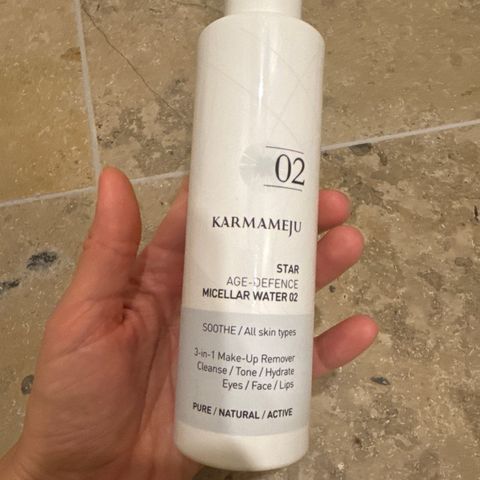 02
KARMAMEJU
STAR
AGE-DEFENCE
MICELLAR WATER 02
SOOTHE / All skin types
3-in-1 Make-Up Remover
Cleanse / Tone / Hydrate
Eyes / Face / Lips
PURE / NATURAL / ACTIVE